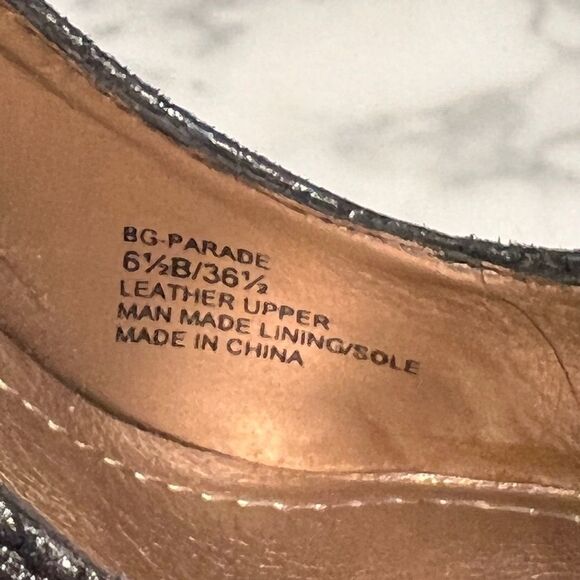 BG-PARADE
6½B/36½
LEATHER UPPER
MAN MADE LINING/SOLE
MADE IN CHINA